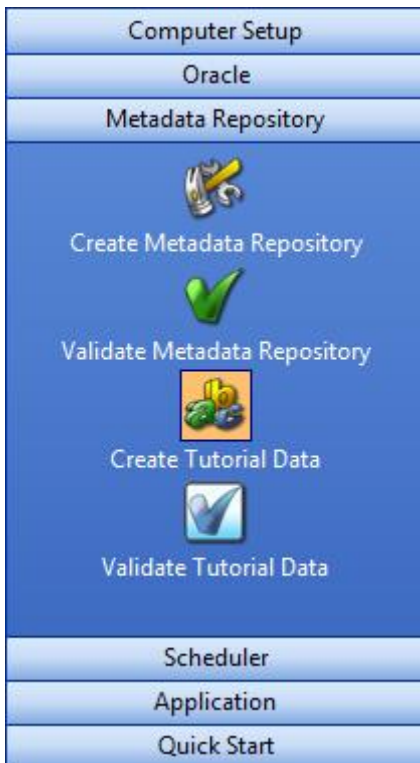 Computer Setup
Oracle
Metadata Repository
Create Metadata Repository
Validate Metadata Repository
Create Tutorial Data
Validate Tutorial Data
Scheduler
Application
Quick Start